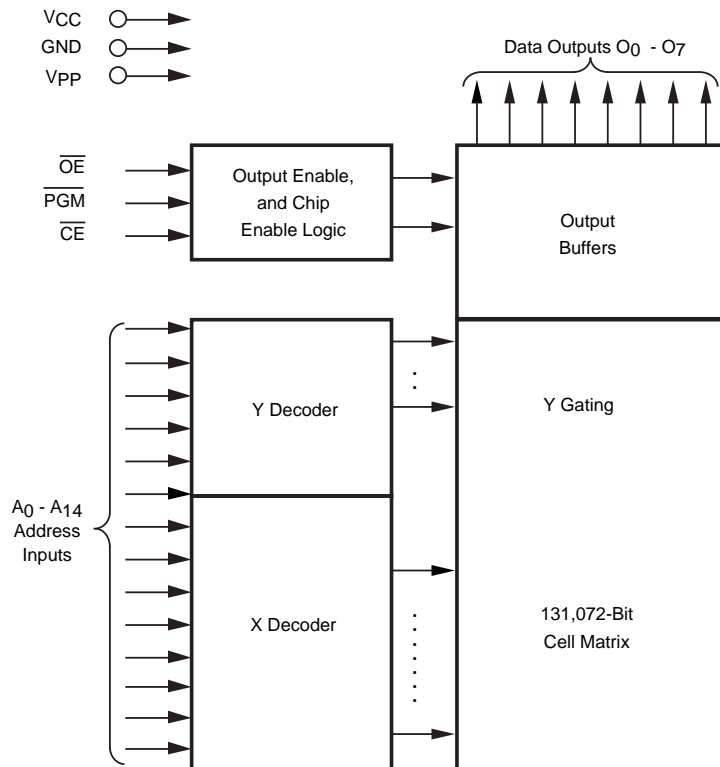 VCC
GND
VPP
Data Outputs O0 - O7
OE
PGM
CE
Output Enable,
and Chip
Enable Logic
Output
Buffers
Y Decoder
Y Gating
A0 - A14
Address
Inputs
X Decoder
131,072-Bit
Cell Matrix